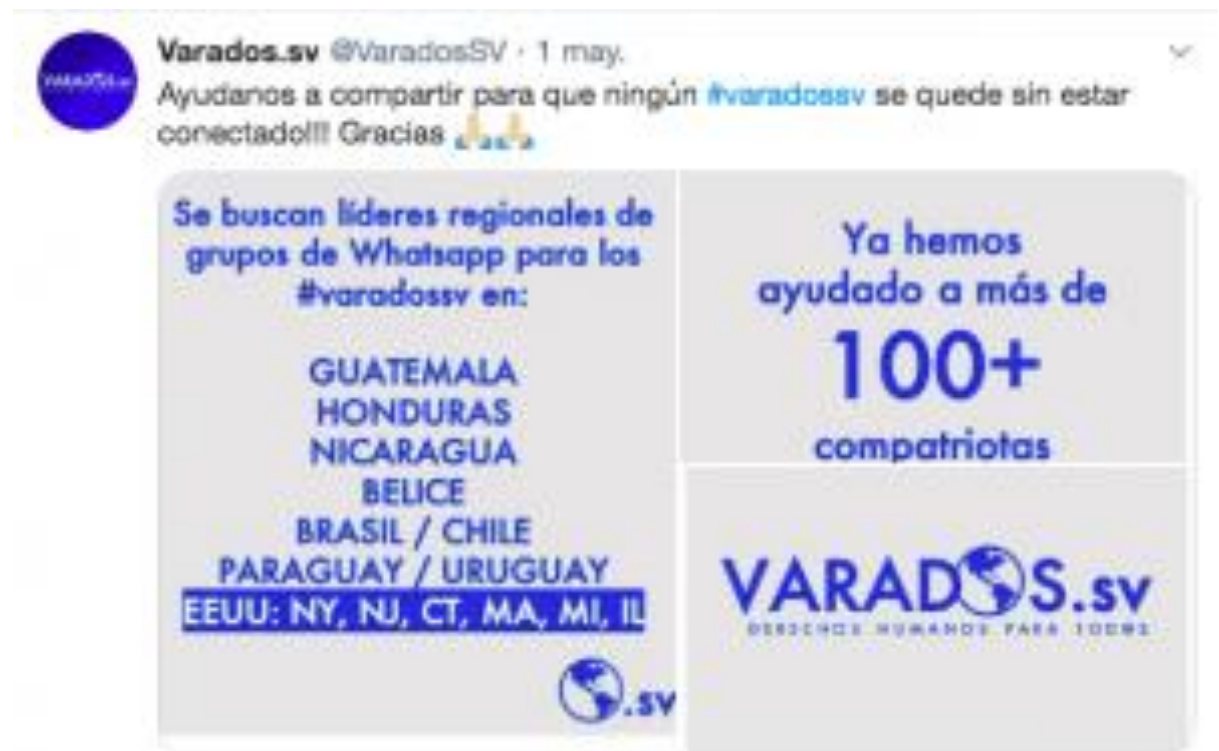 Varados.sv @VaradosSV · 1 may.
Ayudanos a compartir para que ningún #varadossv se quede sin estar
conectado!!! Gracias 🙏🏼🙏🏼
Se buscan líderes regionales de
grupos de Whatsapp para los
#varadossv en:
GUATEMALA
HONDURAS
NICARAGUA
BELICE
BRASIL / CHILE
PARAGUAY / URUGUAY
EEUU: NY, NJ, CT, MA, MI, IL
.sv
Ya hemos
ayudado a más de
100+
compatriotas
VARADOS.sv
DERECHOS HUMANOS PARA TODOS
VARADOS.sv